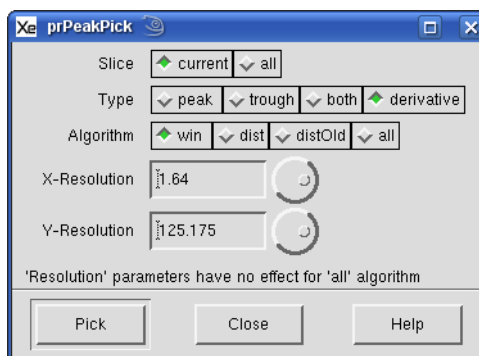 Xe prPeakPick
Slice current all
Type peak trough both derivative
Algorithm win dist distOld all
X-Resolution 1.64
Y-Resolution 125.175
'Resolution' parameters have no effect for 'all' algorithm
Pick Close Help